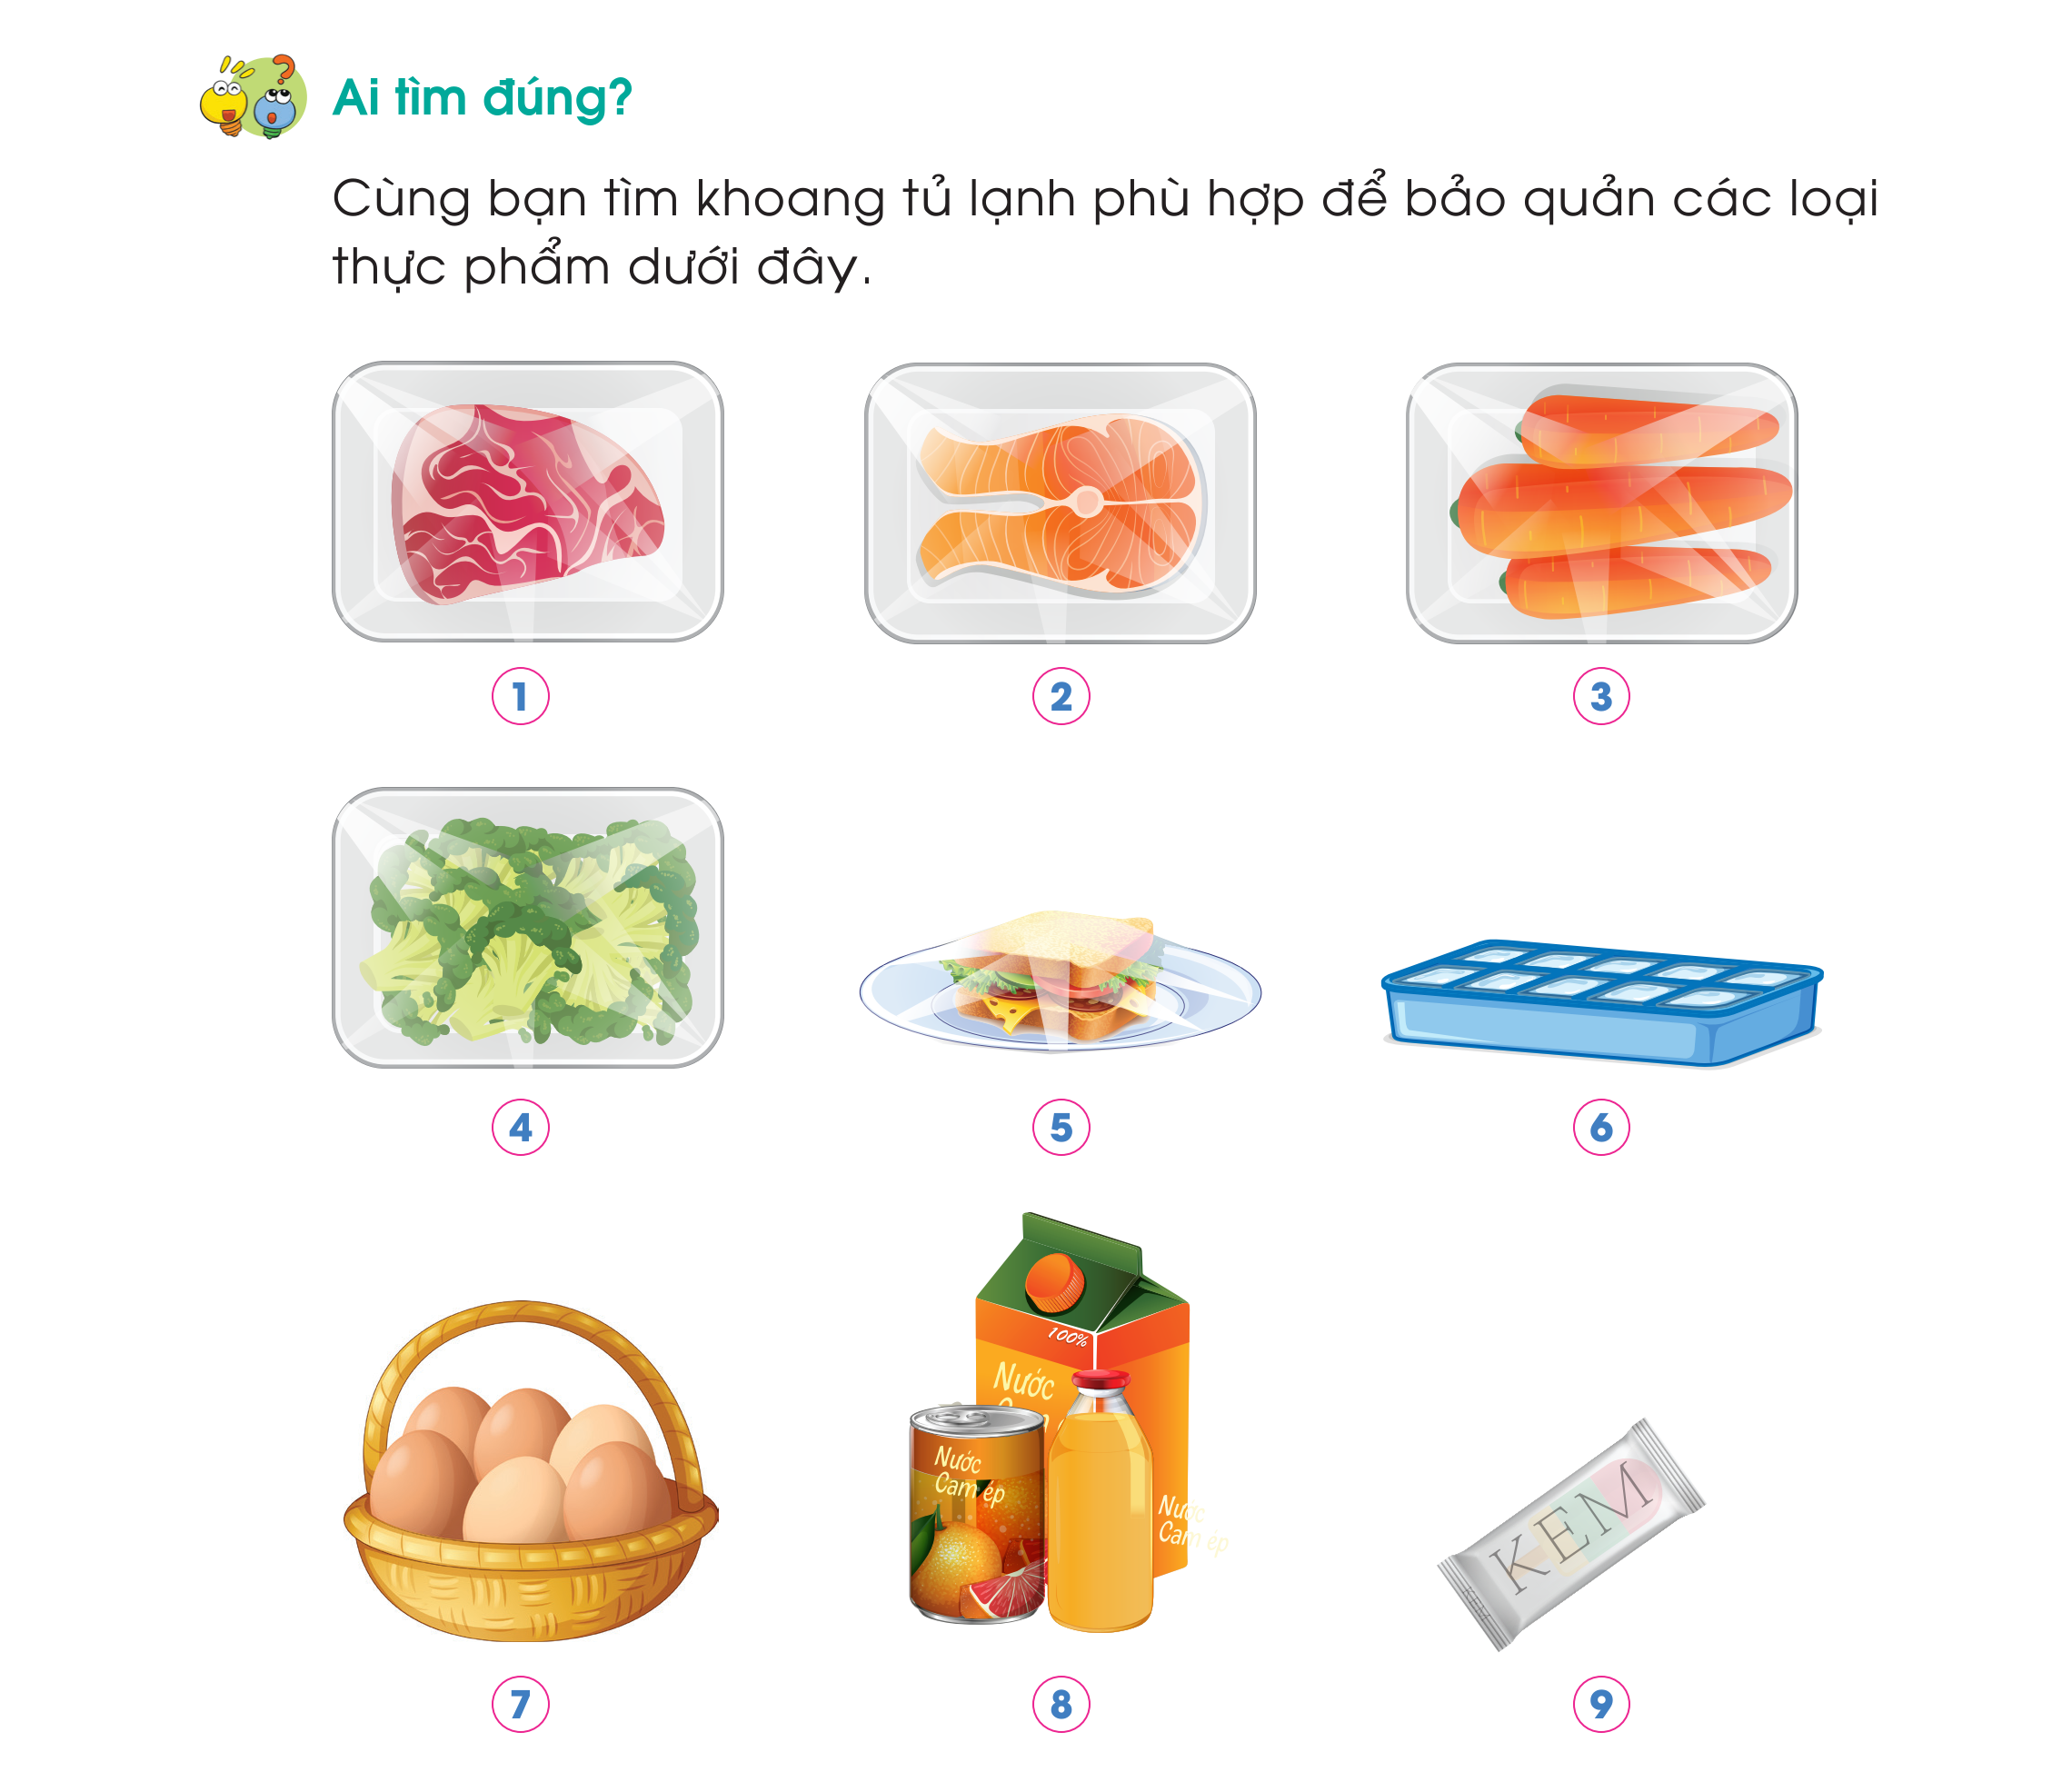 Ai tìm đúng?
Cùng bạn tìm khoang tủ lạnh phù hợp để bảo quản các loại
thực phẩm dưới đây.
1
2
3
4
5
6
100%
Nước
Nước
Cam ép
Nước
Cam ép
KEM
KEM
7
8
9